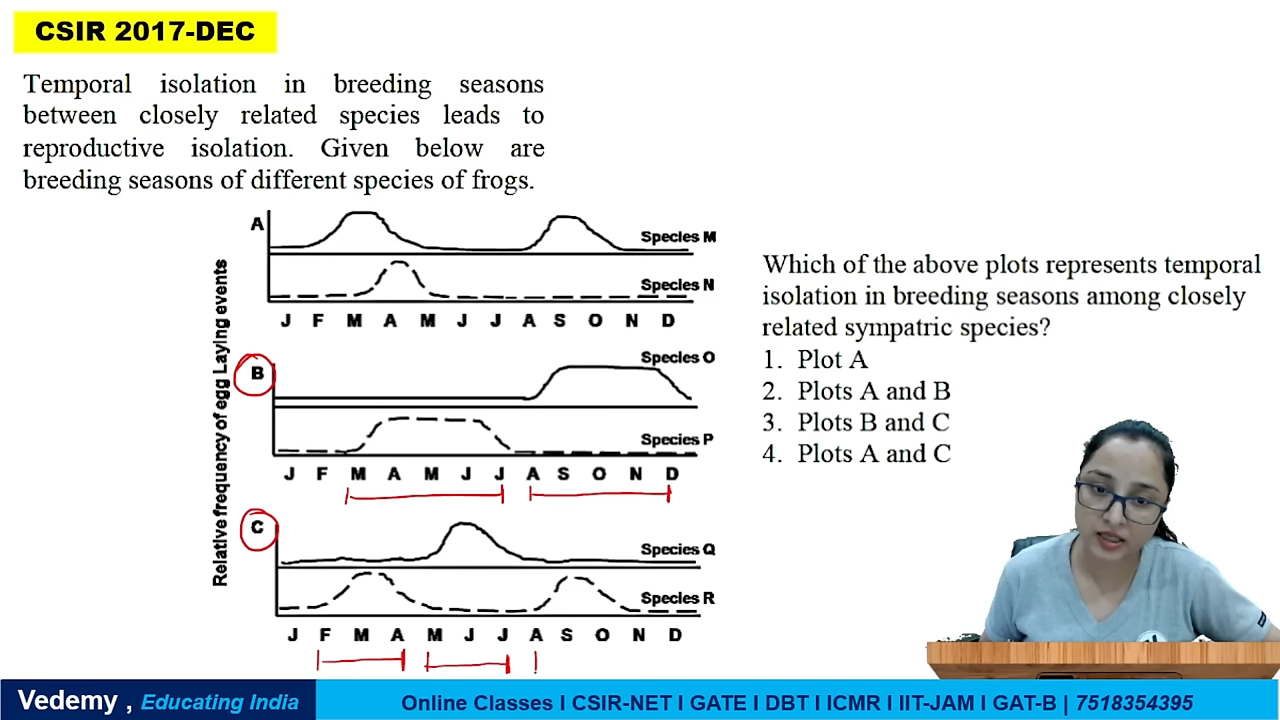 CSIR 2017-DEC
Temporal isolation in breeding seasons
between closely related species leads to
reproductive isolation. Given below are
breeding seasons of different species of frogs.
Relative frequency of egg Laying events
A
Species M
Species N
J F M A M J J A S O N D
B
Species O
Species P
J F M A M J J A S O N D
C
Species Q
Species R
J F M A M J J A S O N D
Which of the above plots represents temporal
isolation in breeding seasons among closely
related sympatric species?
1. Plot A
2. Plots A and B
3. Plots B and C
4. Plots A and C
Vedemy , Educating India
Online Classes I CSIR-NET I GATE I DBT I ICMR I IIT-JAM I GAT-B | 7518354395